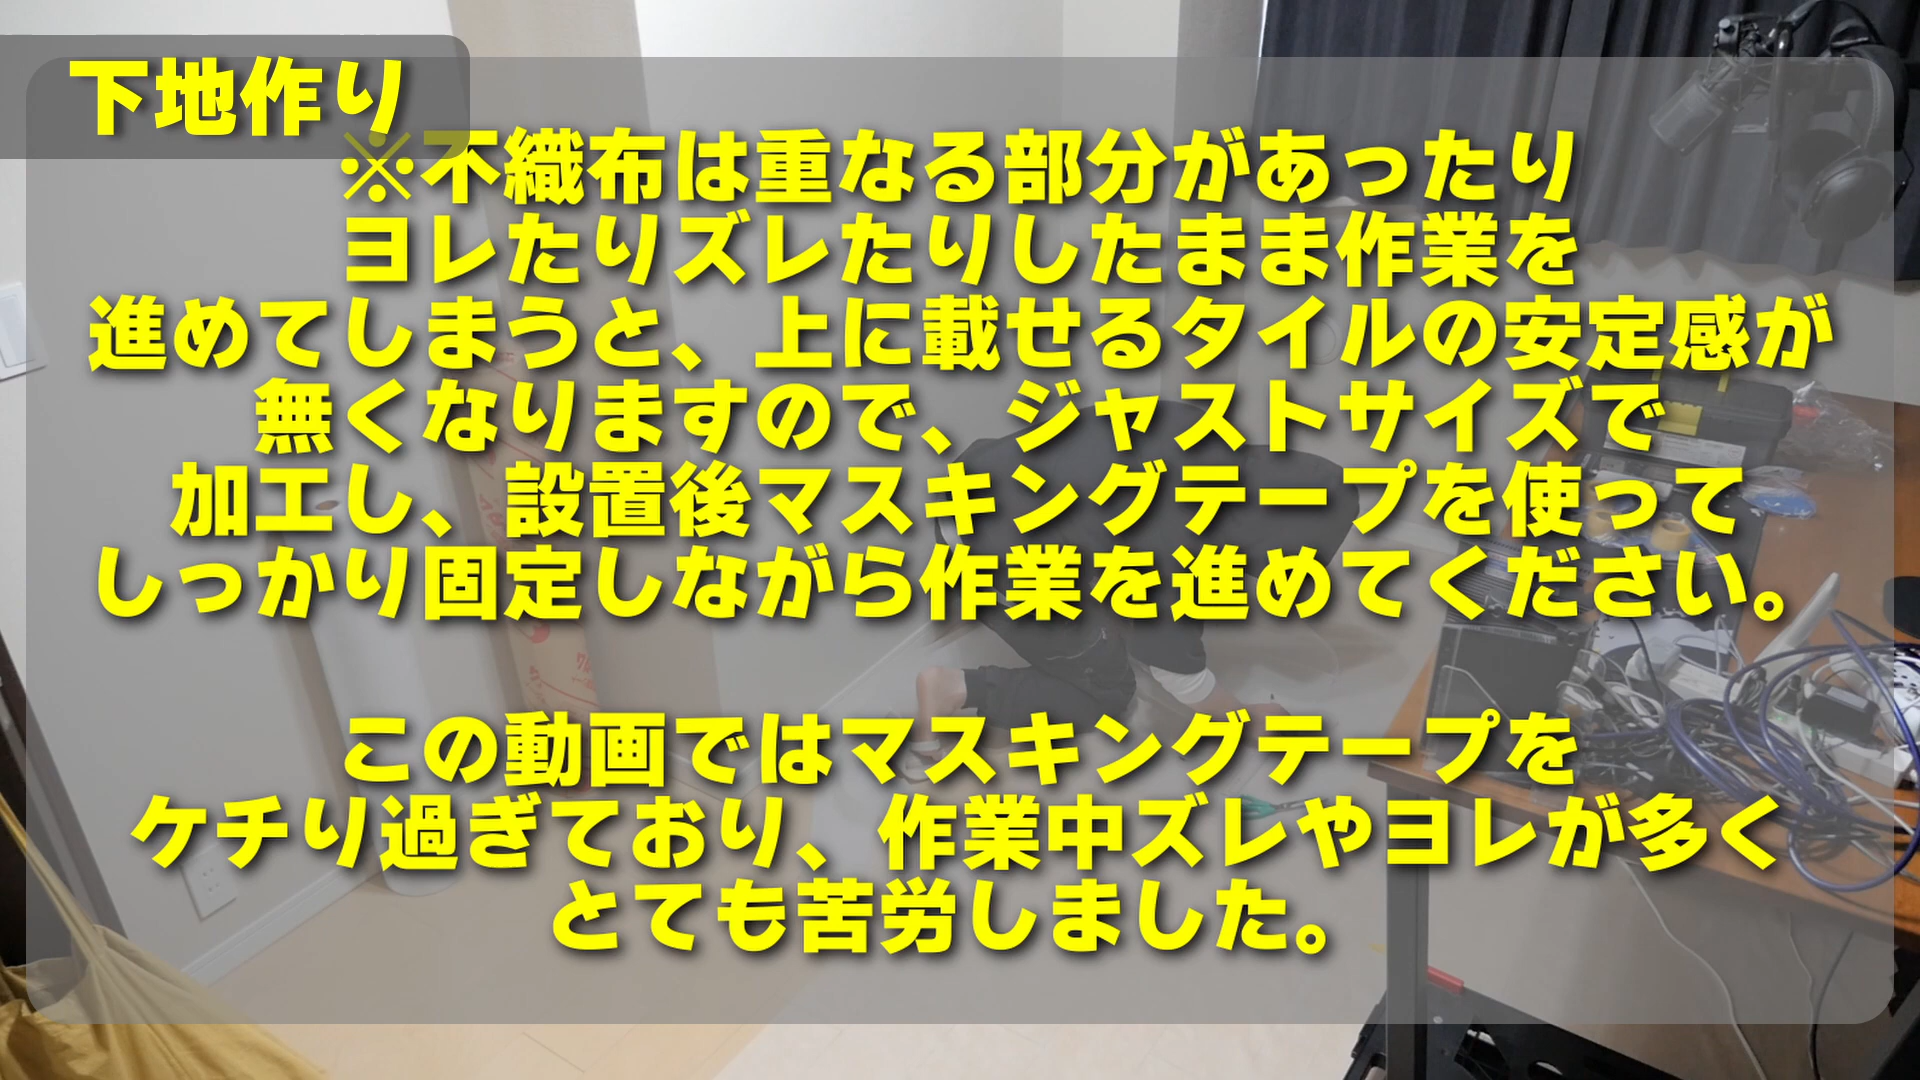 下地作り
※不織布は重なる部分があったり
ヨレたりズレたりしたまま作業を
進めてしまうと、上に載せるタイルの安定感が
無くなりますので、ジャストサイズで
加工し、設置後マスキングテープを使って
しっかり固定しながら作業を進めてください。
この動画ではマスキングテープを
ケチり過ぎており、作業中ズレやヨレが多く
とても苦労しました。